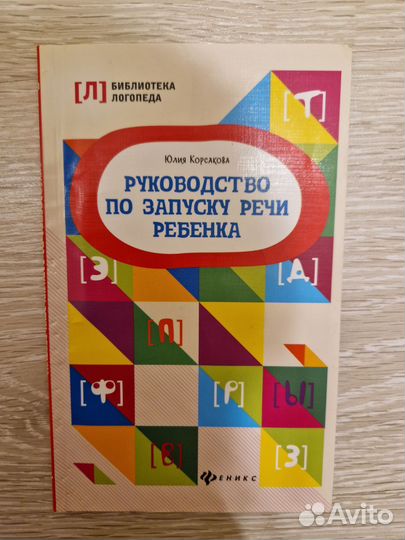 [Л] БИБЛИОТЕКА
ЛОГОПЕДА
[Т]
Юлия Корсакова
РУКОВОДСТВО
ПО ЗАПУСКУ РЕЧИ
РЕБЕНКА
[Э] [Д]
[Л]
[Ф] [Р] [Ы]
[В] [З]
ФЕНИКС
Avito